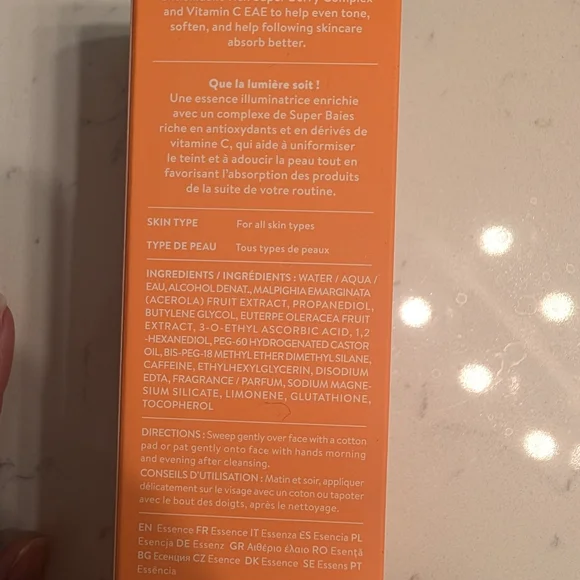 and Vitamin C EAE to help even tone,
soften, and help following skincare
absorb better.
Que la lumière soit !
Une essence illuminatrice enrichie
avec un complexe de Super Baies
riche en antioxydants et en dérivés de
vitamine C, qui aide à uniformiser
le teint et à adoucir la peau tout en
favorisant l'absorption des produits
de la suite de votre routine.
SKIN TYPE For all skin types
TYPE DE PEAU Tous types de peaux
INGREDIENTS / INGRÉDIENTS : WATER / AQUA /
EAU, ALCOHOL DENAT., MALPIGHIA EMARGINATA
(ACEROLA) FRUIT EXTRACT, PROPANEDIOL,
BUTYLENE GLYCOL, EUTERPE OLERACEA FRUIT
EXTRACT, 3-O-ETHYL ASCORBIC ACID, 1,2
-HEXANEDIOL, PEG-60 HYDROGENATED CASTOR
OIL, BIS-PEG-18 METHYL ETHER DIMETHYL SILANE,
CAFFEINE, ETHYLHEXYLGLYCERIN, DISODIUM
EDTA, FRAGRANCE / PARFUM, SODIUM MAGNE-
SIUM SILICATE, LIMONENE, GLUTATHIONE,
TOCOPHEROL
DIRECTIONS : Sweep gently over face with a cotton
pad or pat gently onto face with hands morning
and evening after cleansing.
CONSEILS D'UTILISATION : Matin et soir, appliquer
délicatement sur le visage avec un coton ou tapoter
avec le bout des doigts, après le nettoyage.
EN Essence FR Essence IT Essenza ES Esencia PL
Esencja DE Essenz GR Αιθέριο έλαιο RO Esență
BG Есенция CZ Esence DK Essence SE Essens PT
Essência